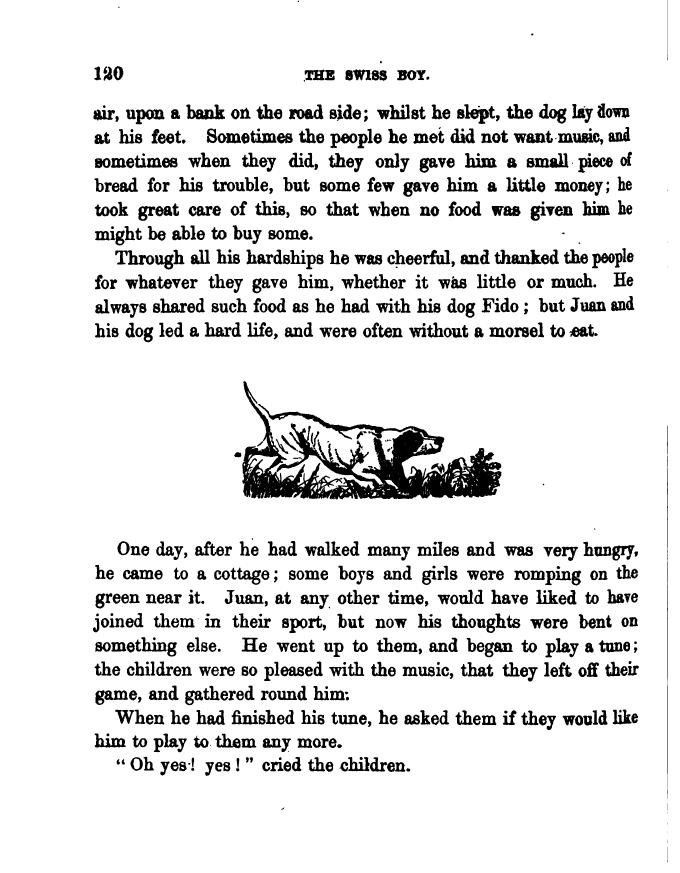 120 THE SWISS BOY.
air, upon a bank on the road side; whilst he slept, the dog lay down
at his feet. Sometimes the people he met did not want music, and
sometimes when they did, they only gave him a small piece of
bread for his trouble, but some few gave him a little money; he
took great care of this, so that when no food was given him he
might be able to buy some.
Through all his hardships he was cheerful, and thanked the people
for whatever they gave him, whether it was little or much. He
always shared such food as he had with his dog Fido; but Juan and
his dog led a hard life, and were often without a morsel to eat.
One day, after he had walked many miles and was very hungry,
he came to a cottage; some boys and girls were romping on the
green near it. Juan, at any other time, would have liked to have
joined them in their sport, but now his thoughts were bent on
something else. He went up to them, and began to play a tune;
the children were so pleased with the music, that they left off their
game, and gathered round him.
When he had finished his tune, he asked them if they would like
him to play to them any more.
"Oh yes! yes!" cried the children.